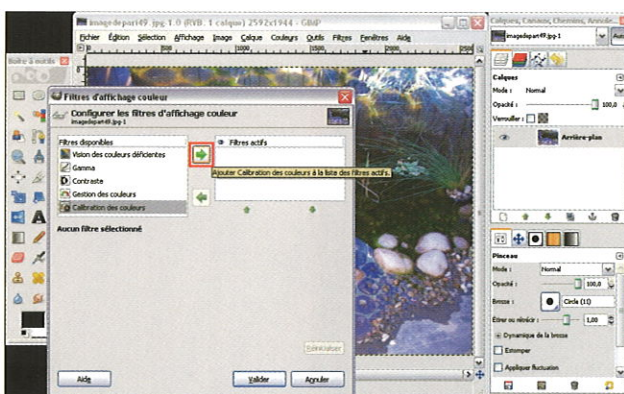 imagedepart49.jpg-1.0 (RVB, 1 calque) 2592x1944 - GIMP
Fichier Édition Sélection Affichage Image Calque Couleurs Outils Filtres Fenêtres Aide
Boîte à outils
Filtres d'affichage couleur
Configurer les filtres d'affichage couleur
imagedepart49.jpg-1
Filtres disponibles
Vision des couleurs déficientes
Gamma
Contraste
Gestion des couleurs
Calibration des couleurs
Filtres actifs
Ajouter Calibration des couleurs à la liste des filtres actifs.
Aucun filtre sélectionné
Réinitialiser
Aide
Valider
Annuler
Calques, Canaux, Chemins, Annule...
imagedepart49.jpg-1
Auto
Calques
Mode : Normal
Opacité : 100,0
Verrouiller :
Arrière-plan
Pinceau
Mode : Normal
Opacité : 100,0
Brosse : Circle (11)
Étirer ou rétrécir : 1,00
Dynamique de la brosse
Estomper
Appliquer fluctuation